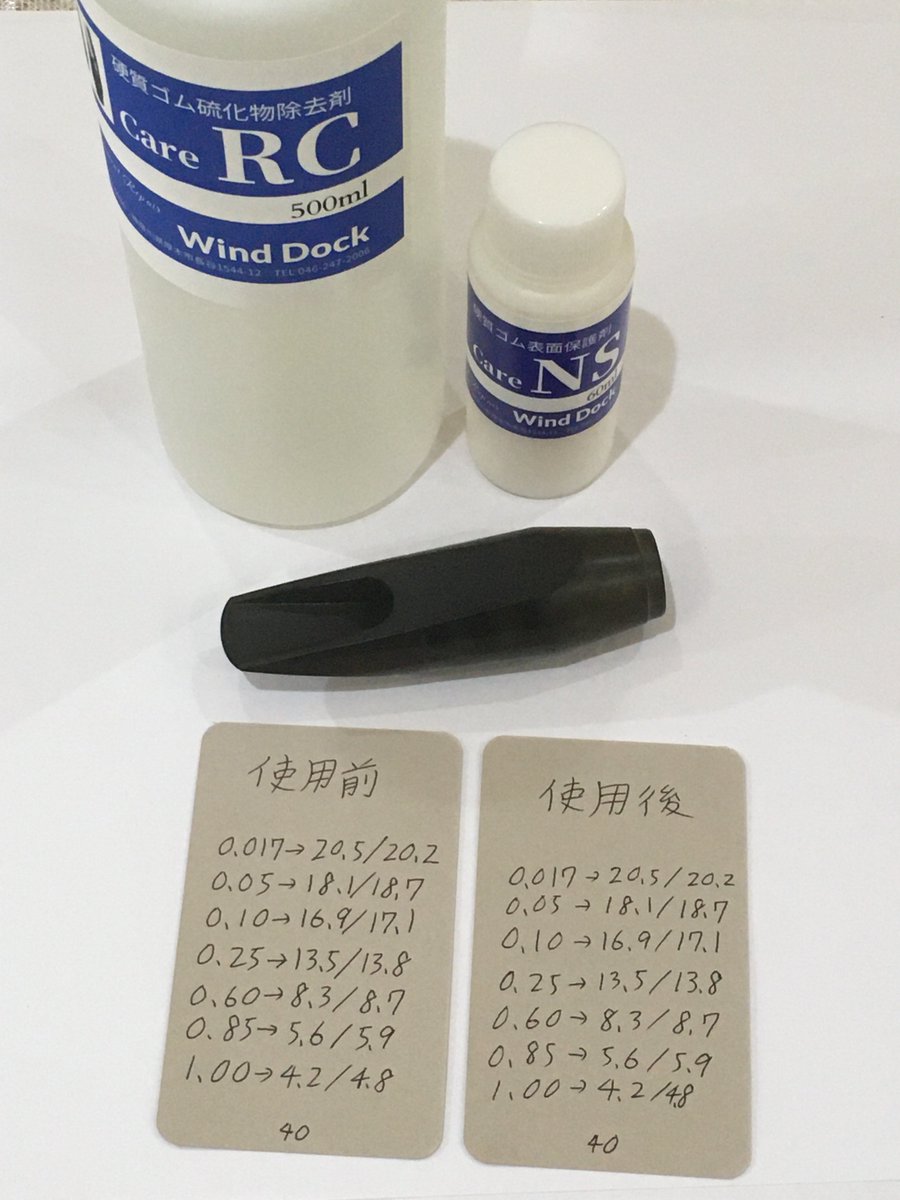 硬質ゴム硫化物除去剤
Care RC
500ml
Wind Dock
1544-12 TEL 046-247-2006
硬質ゴム表面保護剤
Care NS
60ml
Wind Dock
使用前
0.017→20.5/20.2
0.05→18.1/18.7
0.10→16.9/17.1
0.25→13.5/13.8
0.60→8.3/8.7
0.85→5.6/5.9
1.00→4.2/4.8
40
使用後
0.017→20.5/20.2
0.05→18.1/18.7
0.10→16.9/17.1
0.25→13.5/13.8
0.60→8.3/8.7
0.85→5.6/5.9
1.00→4.2/4.8
40